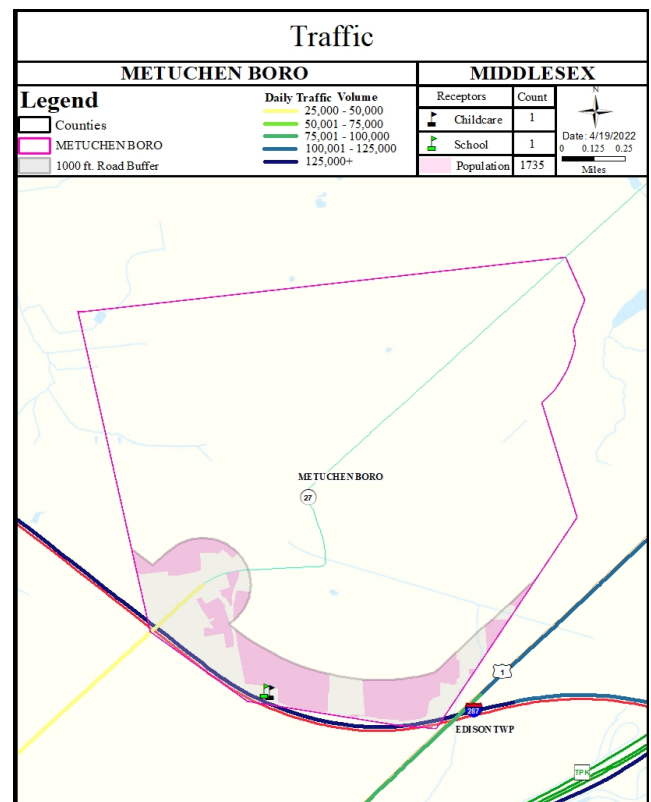 Traffic
METUCHEN BORO
MIDDLESEX
Legend
Counties
METUCHEN BORO
1000 ft. Road Buffer
Daily Traffic Volume
25,000 - 50,000
50,001 - 75,000
75,001 - 100,000
100,001 - 125,000
125,000+
Receptors Count
Childcare 1
School 1
Population 1735
N
Date: 4/19/2022
0 0.125 0.25
Miles
METUCHEN BORO
27
1
287
EDISON TWP
TPK